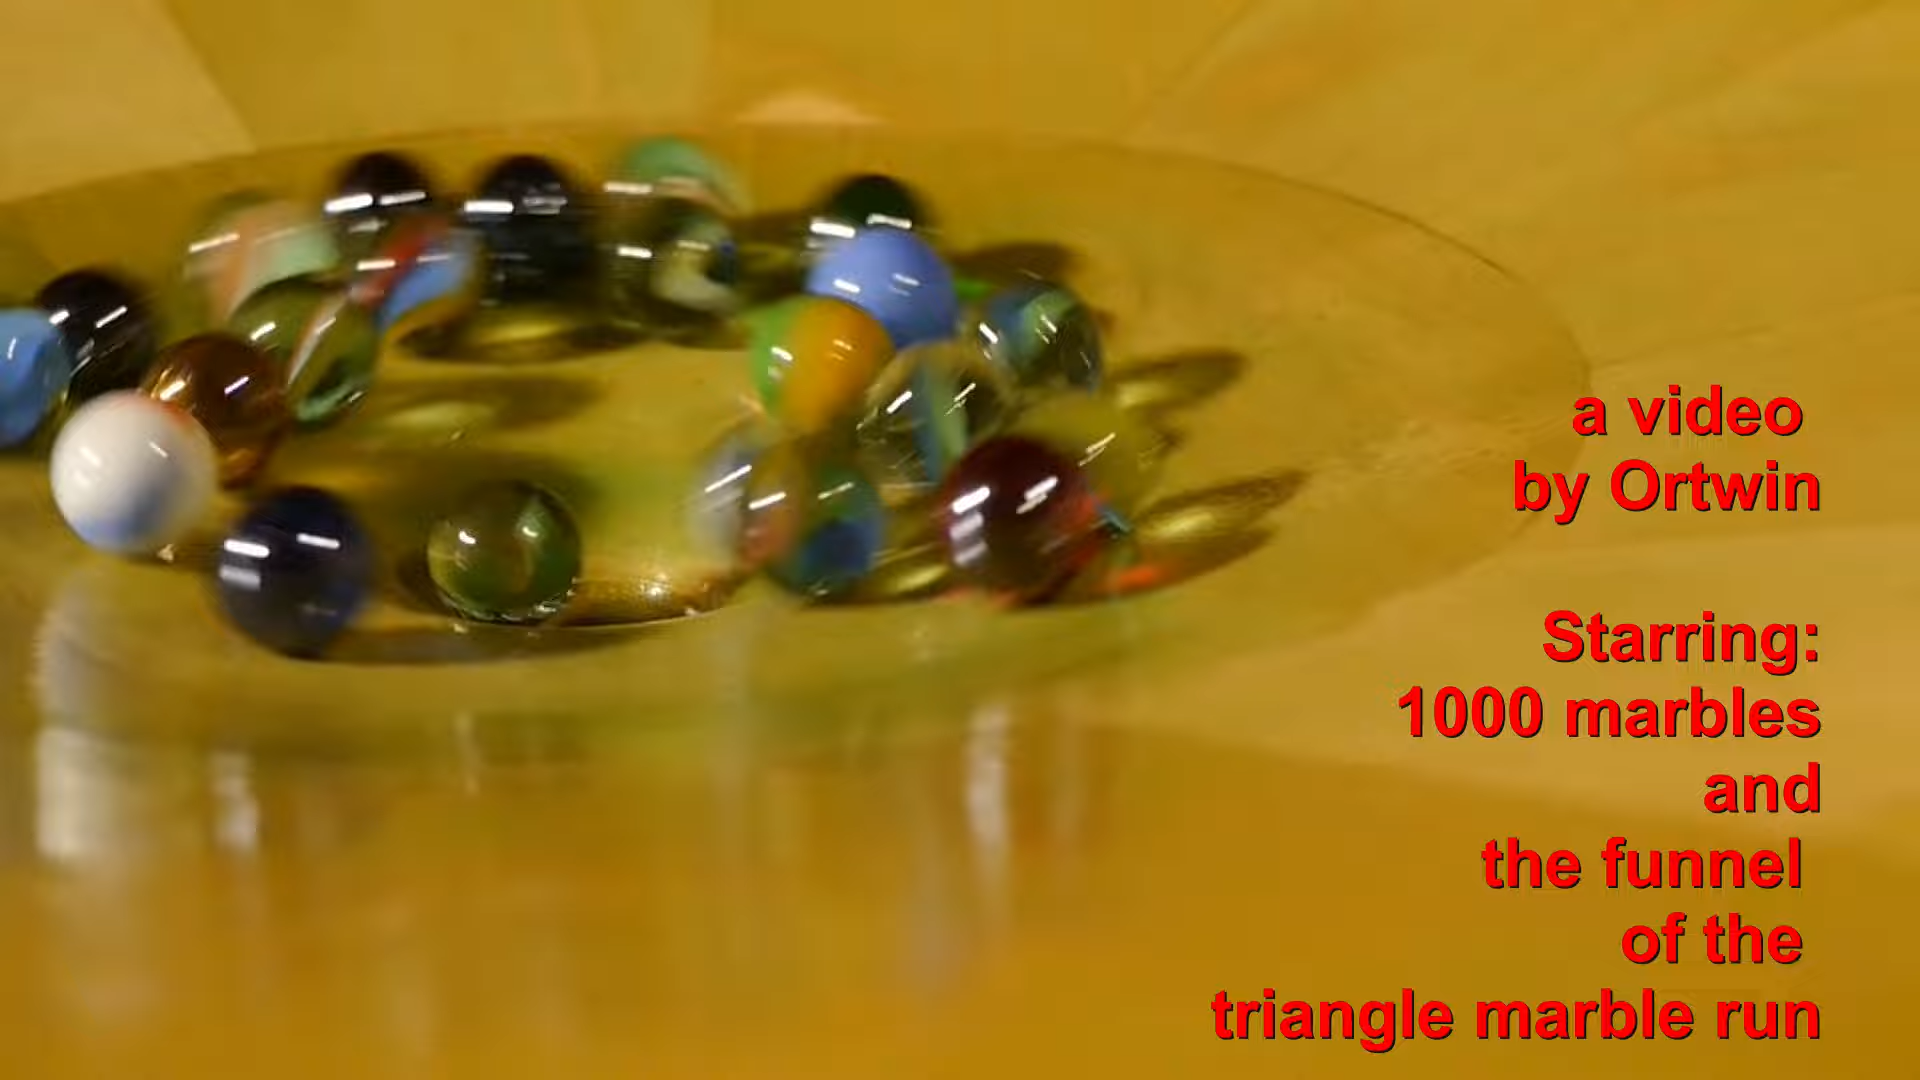 a video
by Ortwin
Starring:
1000 marbles
and
the funnel
of the
triangle marble run